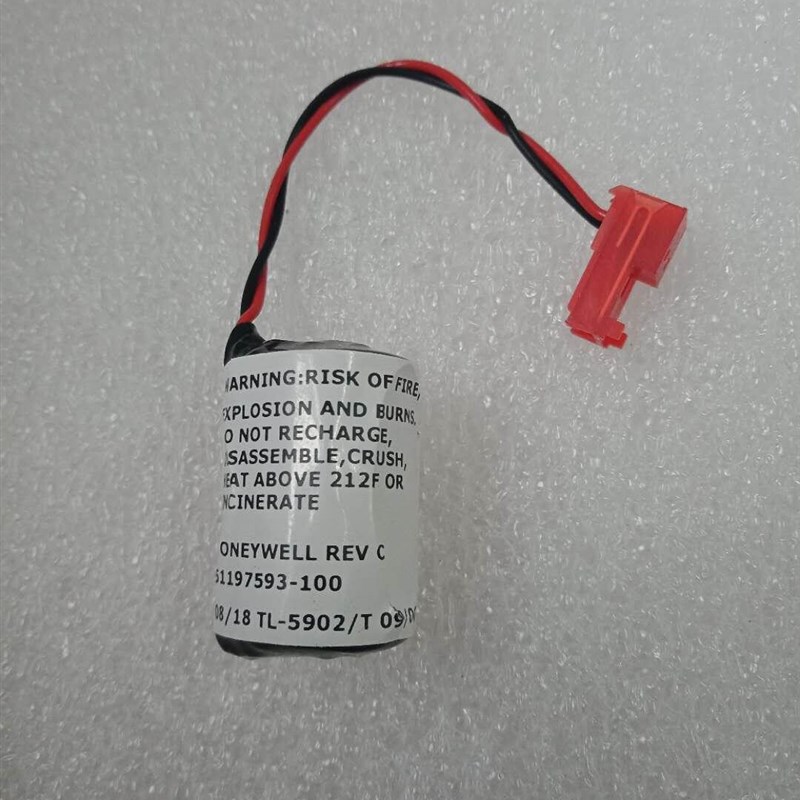 WARNING:RISK OF FIRE,
EXPLOSION AND BURNS.
DO NOT RECHARGE,
DISASSEMBLE,CRUSH,
HEAT ABOVE 212F OR
INCINERATE
HONEYWELL REV C
51197593-100
08/18 TL-5902/T 09/